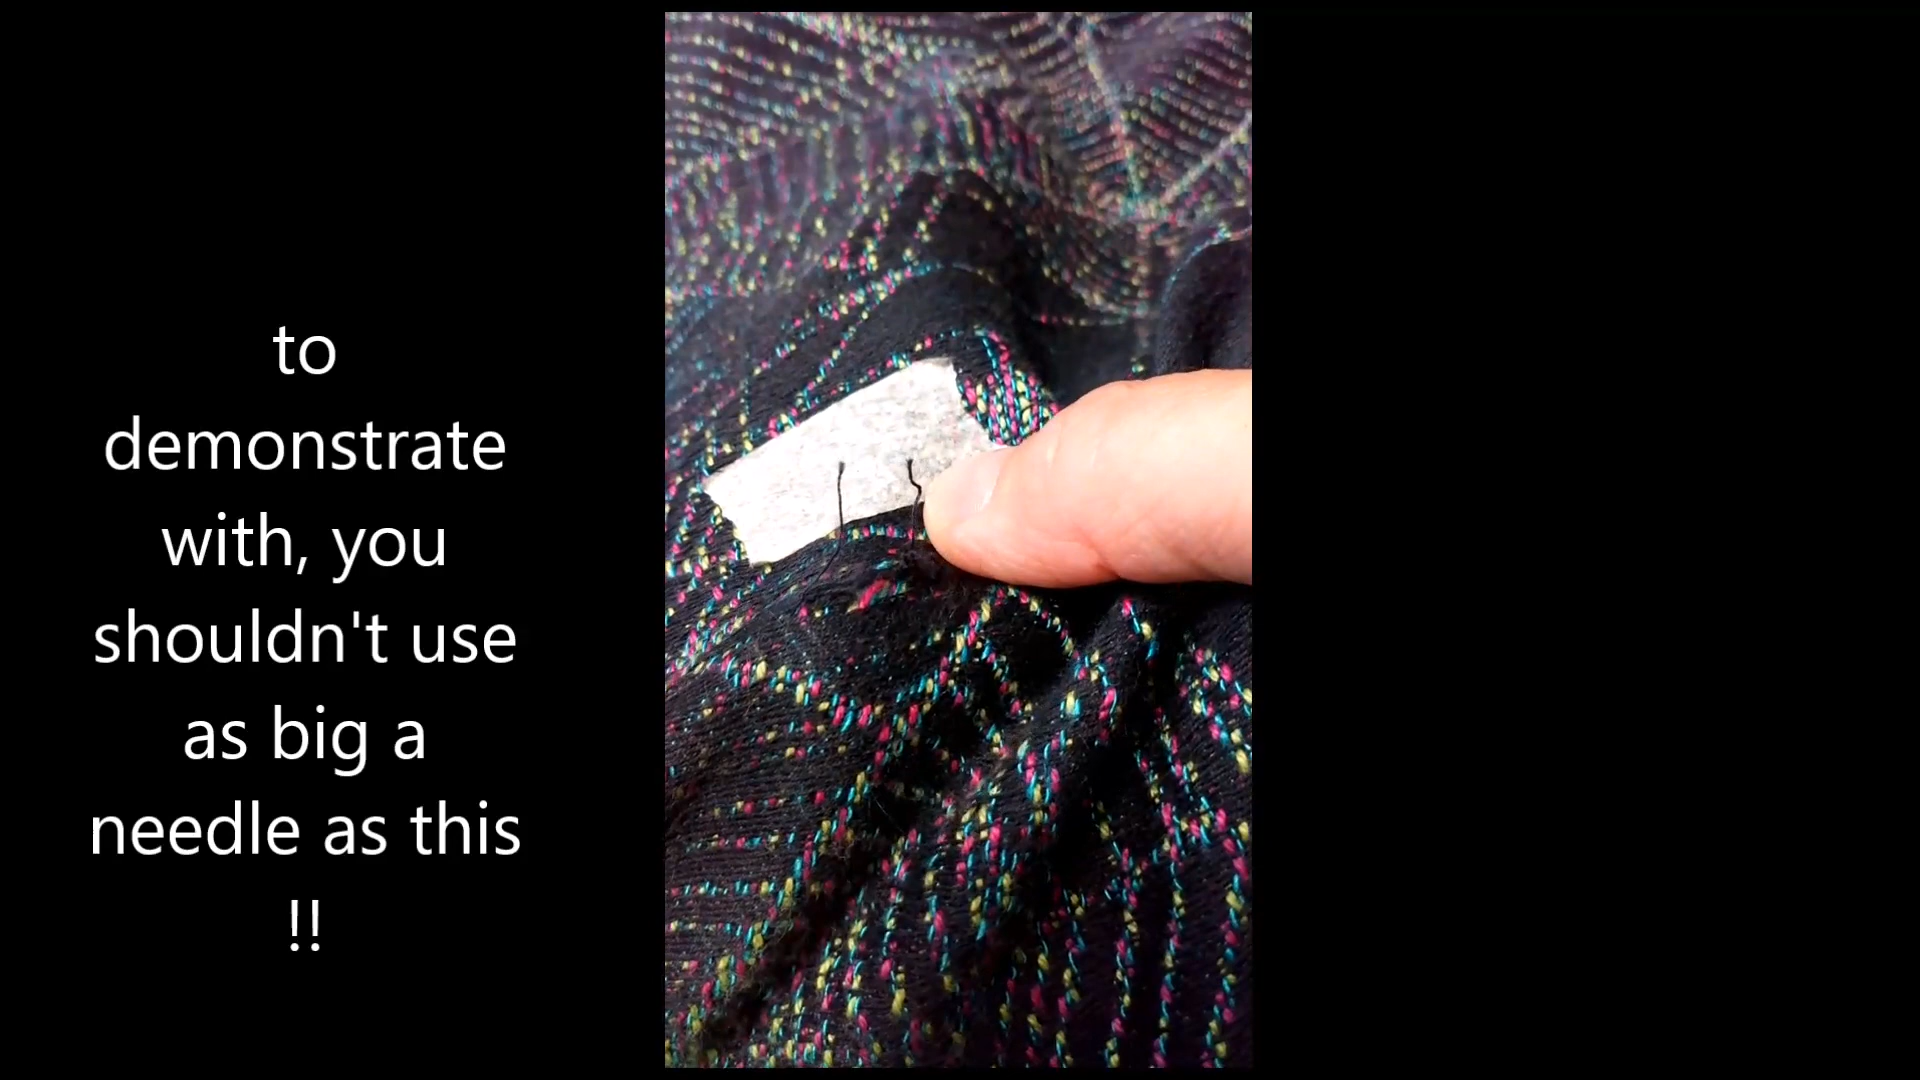 to
demonstrate
with, you
shouldn't use
as big a
needle as this
!!